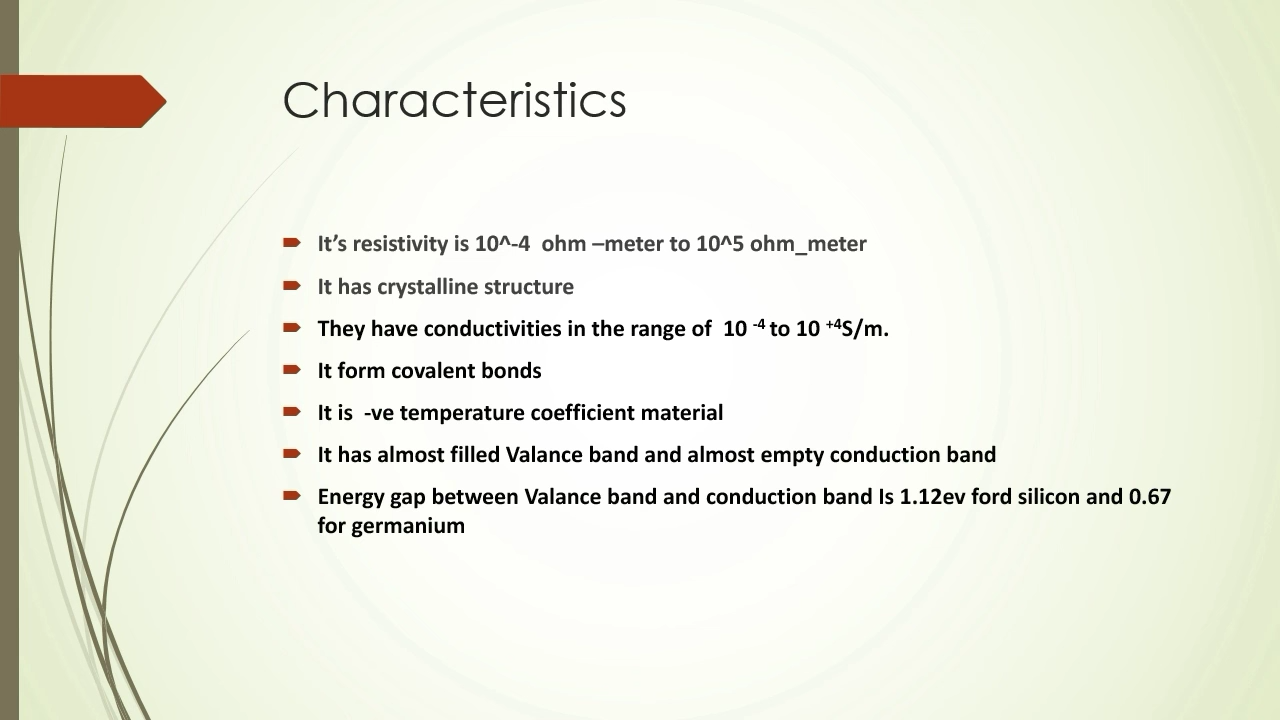 Characteristics
It’s resistivity is 10^-4  ohm –meter to 10^5 ohm_meter
It has crystalline structure
They have conductivities in the range of  10 -4 to 10 +4S/m.
It form covalent bonds
It is  -ve temperature coefficient material
It has almost filled Valance band and almost empty conduction band
Energy gap between Valance band and conduction band Is 1.12ev ford silicon and 0.67
for germanium